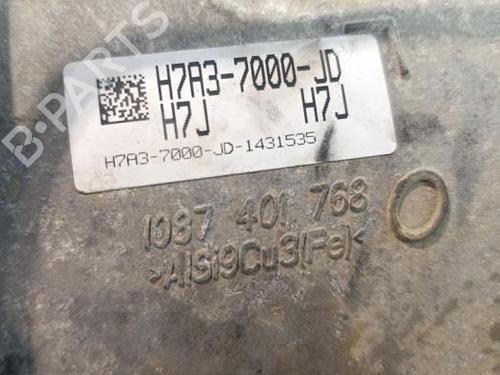 H7A3-7000-JD
H7J H7J
H7A3-7000-JD-1431535
1087 401 768
>AlSi9Cu3(Fe)<
B-PARTS